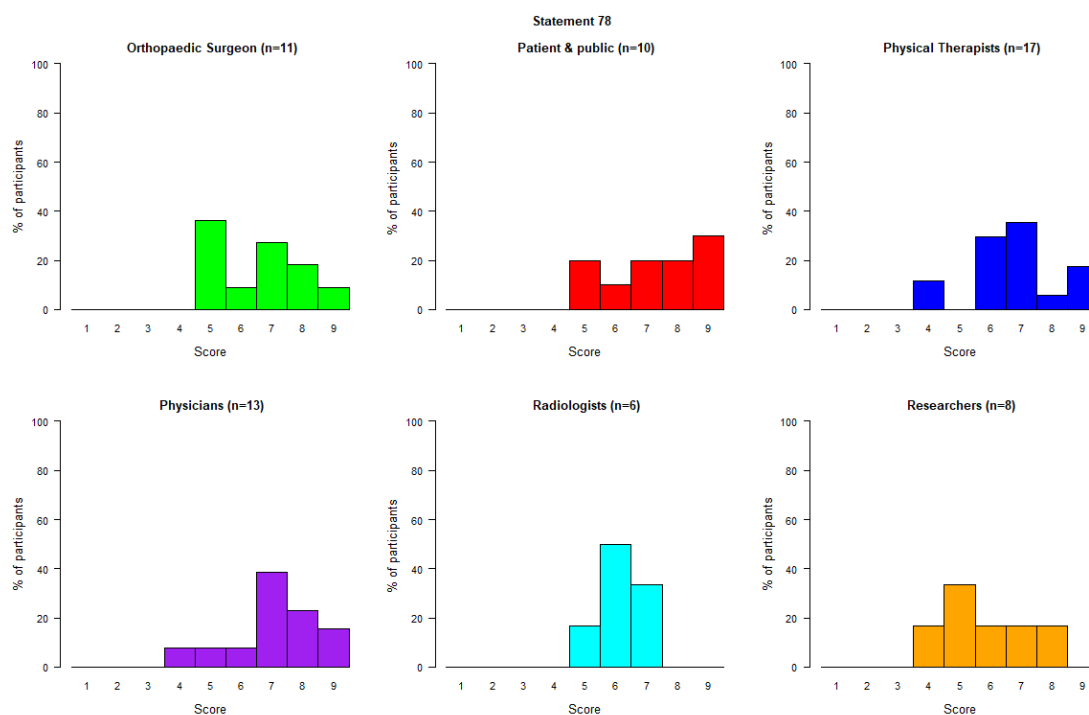 Statement 78
Orthopaedic Surgeon (n=11)
Patient & public (n=10)
Physical Therapists (n=17)
% of participants
100
80
60
40
20
0
1 2 3 4 5 6 7 8 9
Score
% of participants
100
80
60
40
20
0
1 2 3 4 5 6 7 8 9
Score
% of participants
100
80
60
40
20
0
1 2 3 4 5 6 7 8 9
Score
Physicians (n=13)
Radiologists (n=6)
Researchers (n=8)
% of participants
100
80
60
40
20
0
1 2 3 4 5 6 7 8 9
Score
% of participants
100
80
60
40
20
0
1 2 3 4 5 6 7 8 9
Score
% of participants
100
80
60
40
20
0
1 2 3 4 5 6 7 8 9
Score